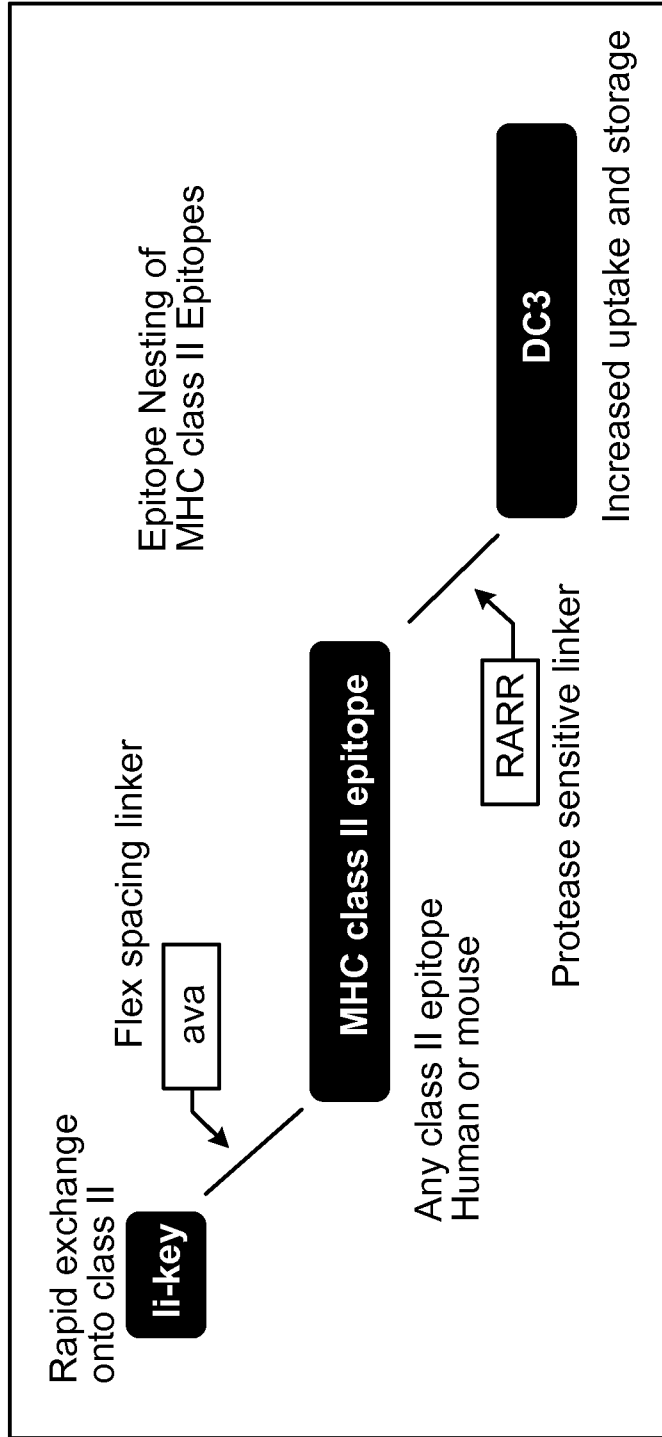 Rapid exchange
onto class II
Ii-key
Flex spacing linker
ava
Epitope Nesting of
MHC class II Epitopes
MHC class II epitope
Any class II epitope
Human or mouse
DC3
RARR
Protease sensitive linker
Increased uptake and storage